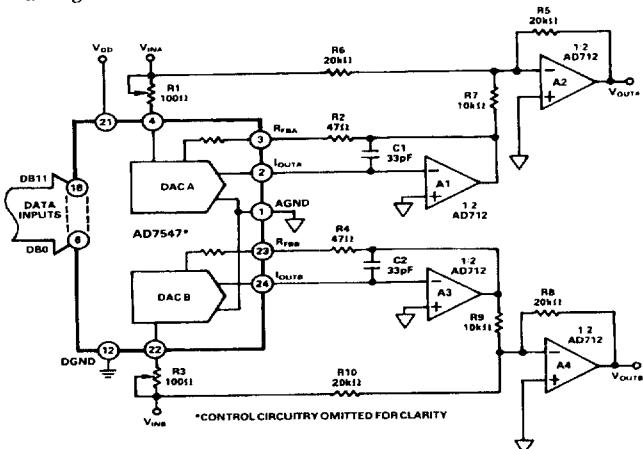 R5
20kΩ
VDD
VINA
R6
20kΩ
1 2
AD712
R1
100Ω
R7
10kΩ
A2
VOUTA
21
4
RFBA
R2
47Ω
3
C1
33pF
DB11
18
IOUTA
2
DAC A
A1
DATA
INPUTS
AGND
1
1 2
AD712
AD7547*
RFBB
DB0
6
23
R4
47Ω
C2
33pF
1 2
AD712
IOUTB
24
R8
20kΩ
DAC B
A3
R9
10kΩ
1 2
AD712
DGND
12
22
R3
100Ω
R10
20kΩ
A4
VOUTB
*CONTROL CIRCUITRY OMITTED FOR CLARITY
VINB